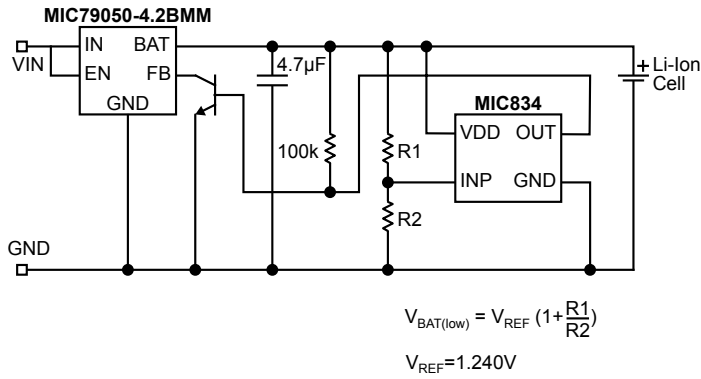 MIC79050-4.2BMM
IN BAT
VIN
EN FB
GND
4.7µF
100k
R1
R2
MIC834
VDD OUT
INP GND
+ Li-Ion
Cell
GND
VBAT(low) = VREF (1+R1/R2)
VREF=1.240V